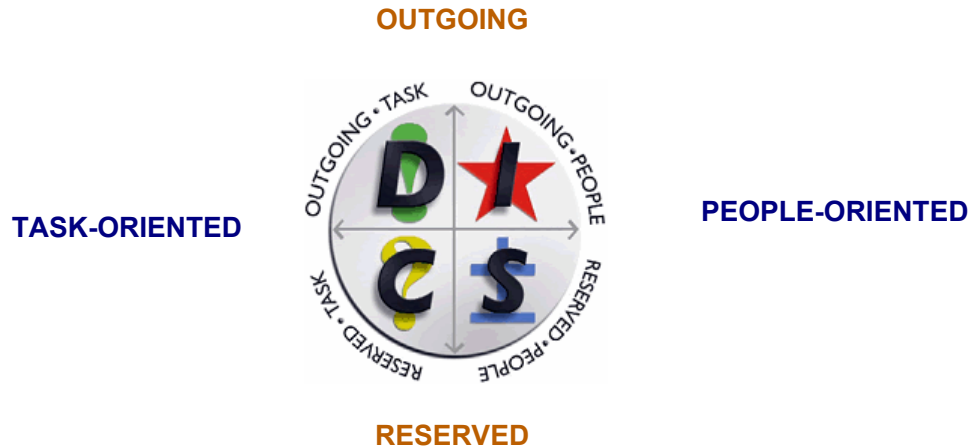 OUTGOING
OUTGOING • TASK
OUTGOING • PEOPLE
D I
TASK-ORIENTED
PEOPLE-ORIENTED
C S
RESERVED • TASK
RESERVED • PEOPLE
RESERVED